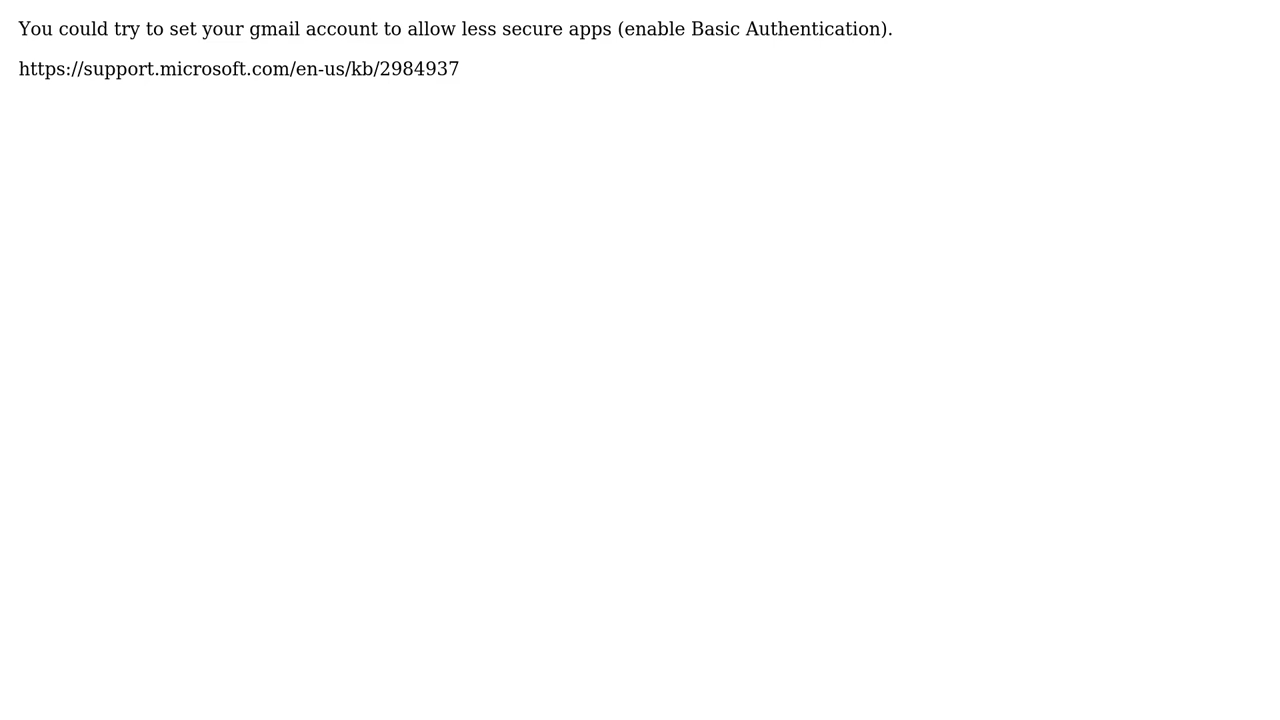 You could try to set your gmail account to allow less secure apps (enable Basic Authentication).
https://support.microsoft.com/en-us/kb/2984937